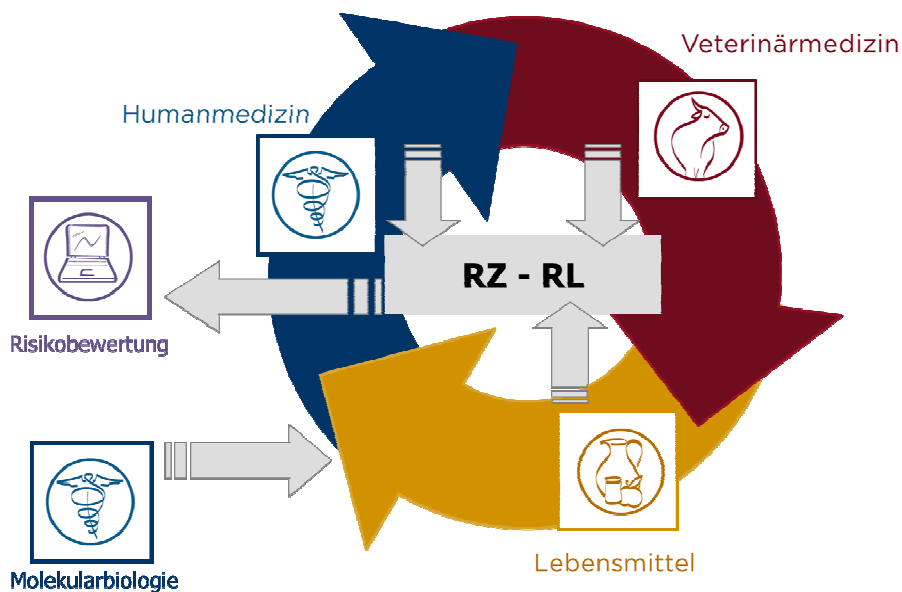 Veterinärmedizin
Humanmedizin
RZ - RL
Risikobewertung
Lebensmittel
Molekularbiologie